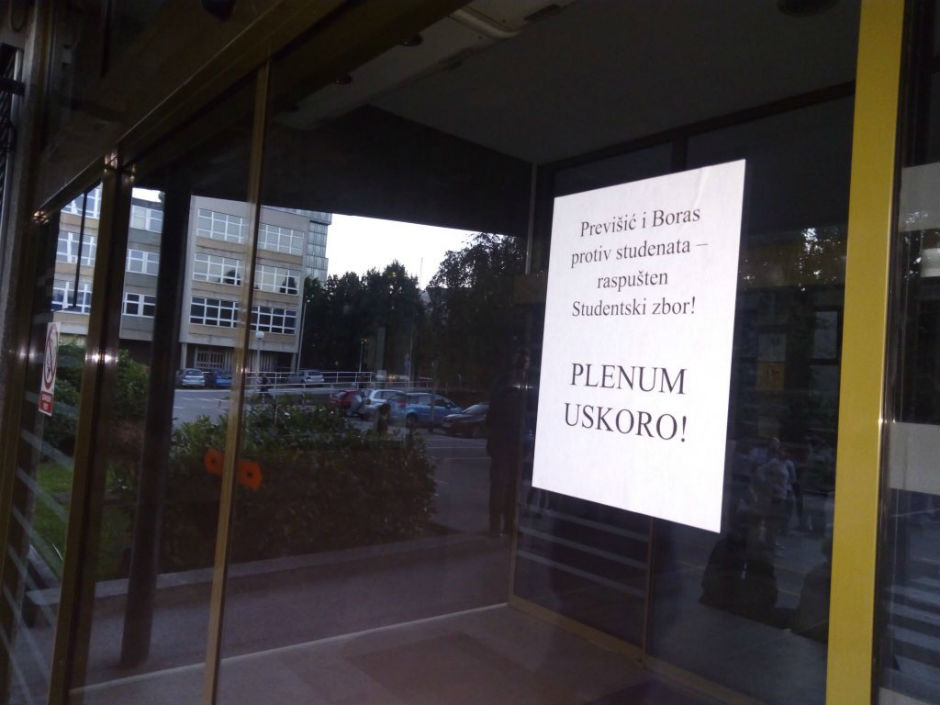 Previšić i Boras
protiv studenata –
raspušten
Studentski zbor!
PLENUM
USKORO!